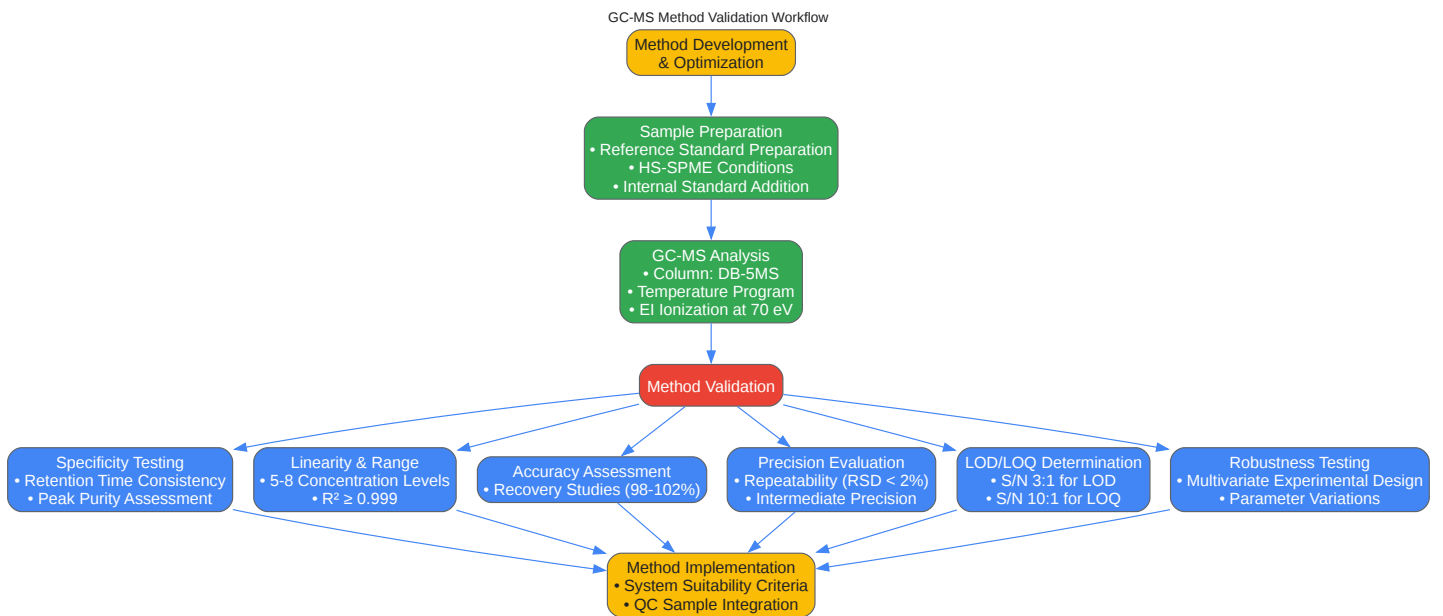 GC-MS Method Validation Workflow
Method Development
& Optimization
Sample Preparation
• Reference Standard Preparation
• HS-SPME Conditions
• Internal Standard Addition
GC-MS Analysis
• Column: DB-5MS
• Temperature Program
• EI Ionization at 70 eV
Method Validation
Specificity Testing
• Retention Time Consistency
• Peak Purity Assessment
Linearity & Range
• 5-8 Concentration Levels
• R² ≥ 0.999
Accuracy Assessment
• Recovery Studies (98-102%)
Precision Evaluation
• Repeatability (RSD < 2%)
• Intermediate Precision
LOD/LOQ Determination
• S/N 3:1 for LOD
• S/N 10:1 for LOQ
Robustness Testing
• Multivariate Experimental Design
• Parameter Variations
Method Implementation
• System Suitability Criteria
• QC Sample Integration